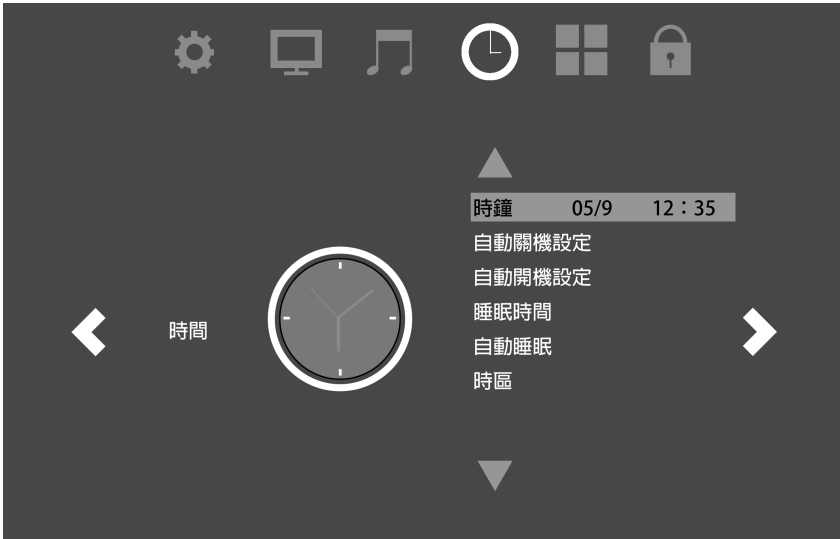 時間
時鐘 05/9 12：35
自動關機設定
自動開機設定
睡眠時間
自動睡眠
時區